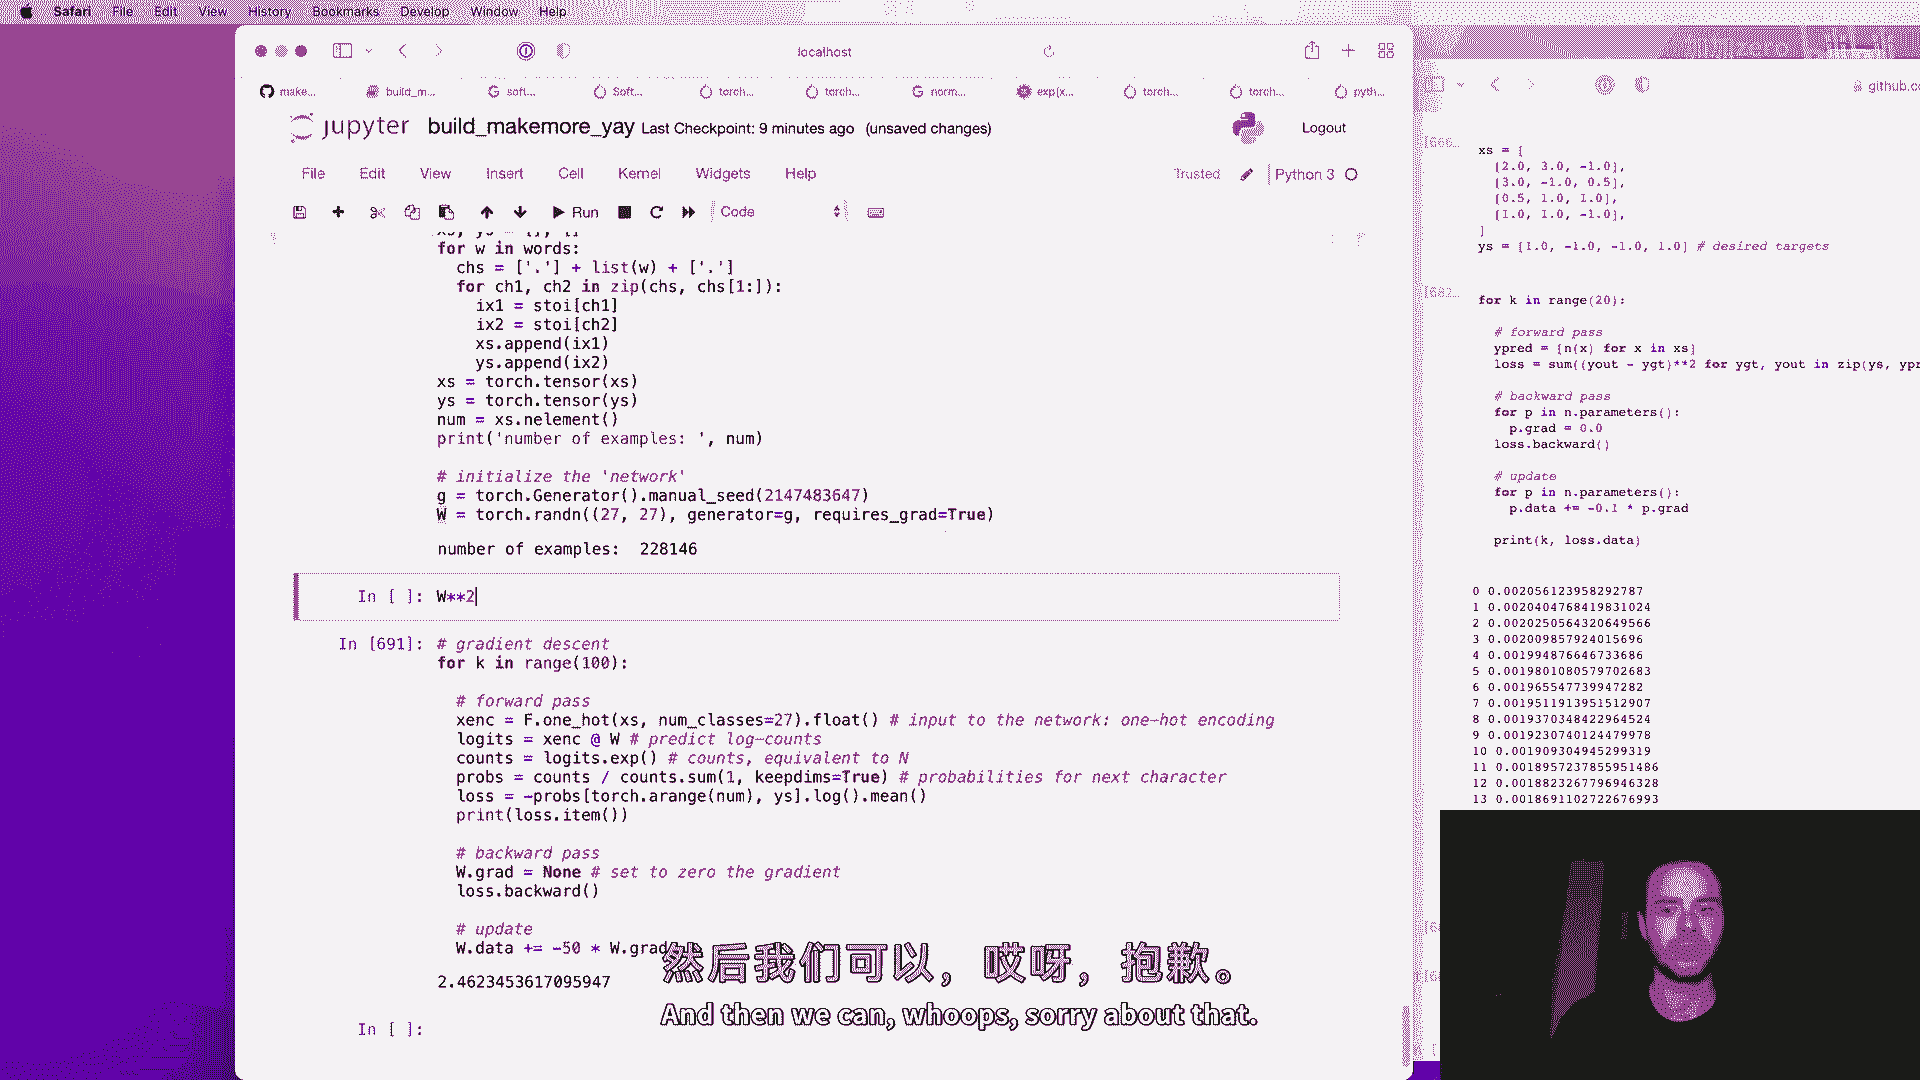 Safari File Edit View History Bookmarks Develop Window Help
localhost
make... build_m... soft... Soft... torch... torch... norm... exp(x... torch... torch... pyth...
jupyter build_makemore_yay Last Checkpoint: 9 minutes ago (unsaved changes) Logout
File Edit View Insert Cell Kernel Widgets Help Trusted Python 3
Run Code
for w in words:
chs = ['.'] + list(w) + ['.']
for ch1, ch2 in zip(chs, chs[1:]):
ix1 = stoi[ch1]
ix2 = stoi[ch2]
xs.append(ix1)
ys.append(ix2)
xs = torch.tensor(xs)
ys = torch.tensor(ys)
num = xs.nelement()
print('number of examples: ', num)
# initialize the 'network'
g = torch.Generator().manual_seed(2147483647)
W = torch.randn((27, 27), generator=g, requires_grad=True)
number of examples: 228146
In [ ]: W**2
In [691]: # gradient descent
for k in range(100):
# forward pass
xenc = F.one_hot(xs, num_classes=27).float() # input to the network: one-hot encoding
logits = xenc @ W # predict log-counts
counts = logits.exp() # counts, equivalent to N
probs = counts / counts.sum(1, keepdims=True) # probabilities for next character
loss = -probs[torch.arange(num), ys].log().mean()
print(loss.item())
# backward pass
W.grad = None # set to zero the gradient
loss.backward()
# update
W.data += -50 * W.grad
2.4623453617095947
In [ ]:
github.co
xs = [
[2.0, 3.0, -1.0],
[3.0, -1.0, 0.5],
[0.5, 1.0, 1.0],
[1.0, 1.0, -1.0],
]
ys = [1.0, -1.0, -1.0, 1.0] # desired targets
for k in range(20):
# forward pass
ypred = [n(x) for x in xs]
loss = sum((yout - ygt)**2 for ygt, yout in zip(ys, ypr
# backward pass
for p in n.parameters():
p.grad = 0.0
loss.backward()
# update
for p in n.parameters():
p.data += -0.1 * p.grad
print(k, loss.data)
0 0.002056123958292787
1 0.0020404768419831024
2 0.0020250564320649566
3 0.002009857924015696
4 0.001994876646733686
5 0.0019801080579702683
6 0.001965547739947282
7 0.0019511913951512907
8 0.0019370348422964524
9 0.0019230740124479978
10 0.001909304945299319
11 0.0018957237855951486
12 0.0018823267796946328
13 0.0018691102722676993
然后我们可以，哎呀，抱歉。
And then we can, whoops, sorry about that.